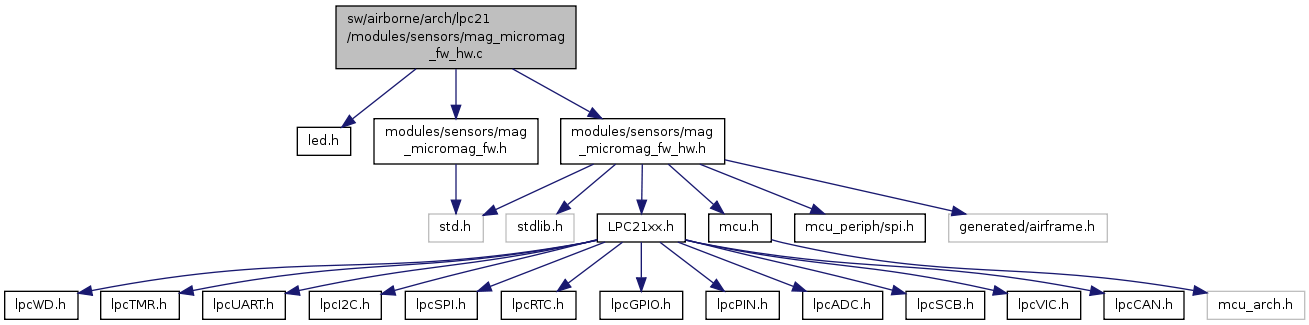 sw/airborne/arch/lpc21
/modules/sensors/mag_micromag
_fw_hw.c
led.h
modules/sensors/mag
_micromag_fw.h
modules/sensors/mag
_micromag_fw_hw.h
std.h
stdlib.h
LPC21xx.h
mcu.h
mcu_periph/spi.h
generated/airframe.h
lpcWD.h
lpcTMR.h
lpcUART.h
lpcI2C.h
lpcSPI.h
lpcRTC.h
lpcGPIO.h
lpcPIN.h
lpcADC.h
lpcSCB.h
lpcVIC.h
lpcCAN.h
mcu_arch.h